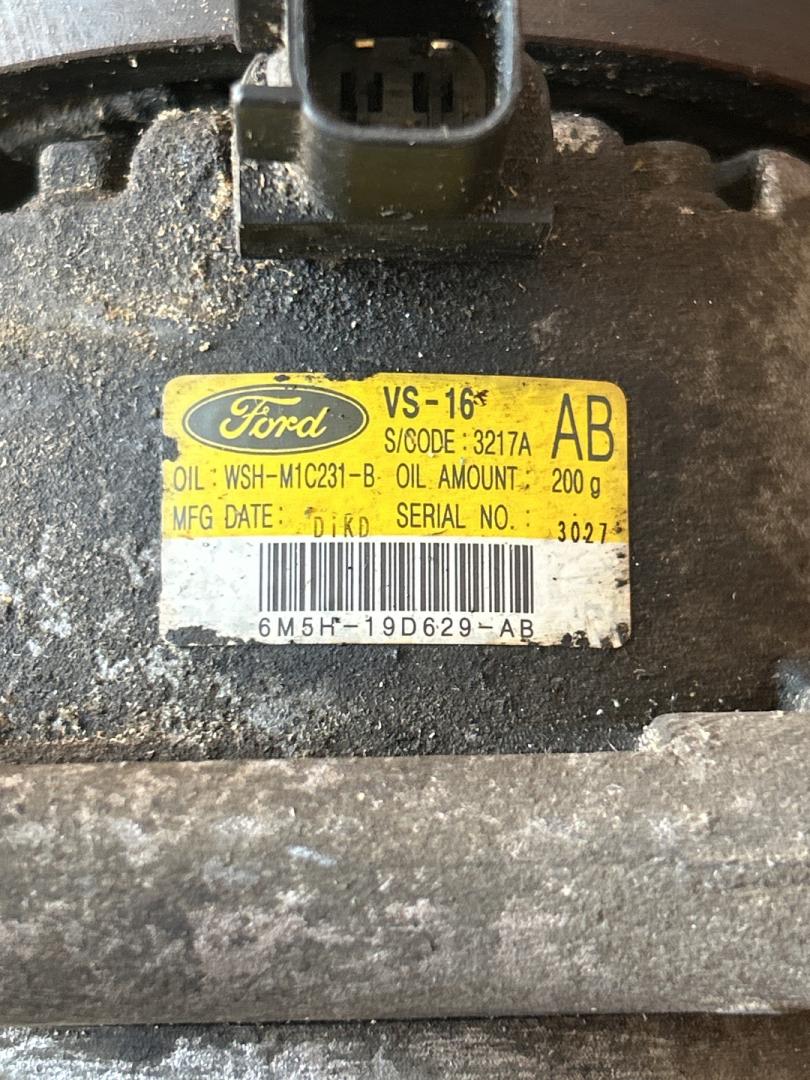 Ford VS-16 AB
S/CODE : 3217A
OIL : WSH-M1C231-B OIL AMOUNT : 200 g
MFG DATE : DiKD SERIAL NO. : 3027
6M5H-19D629-AB